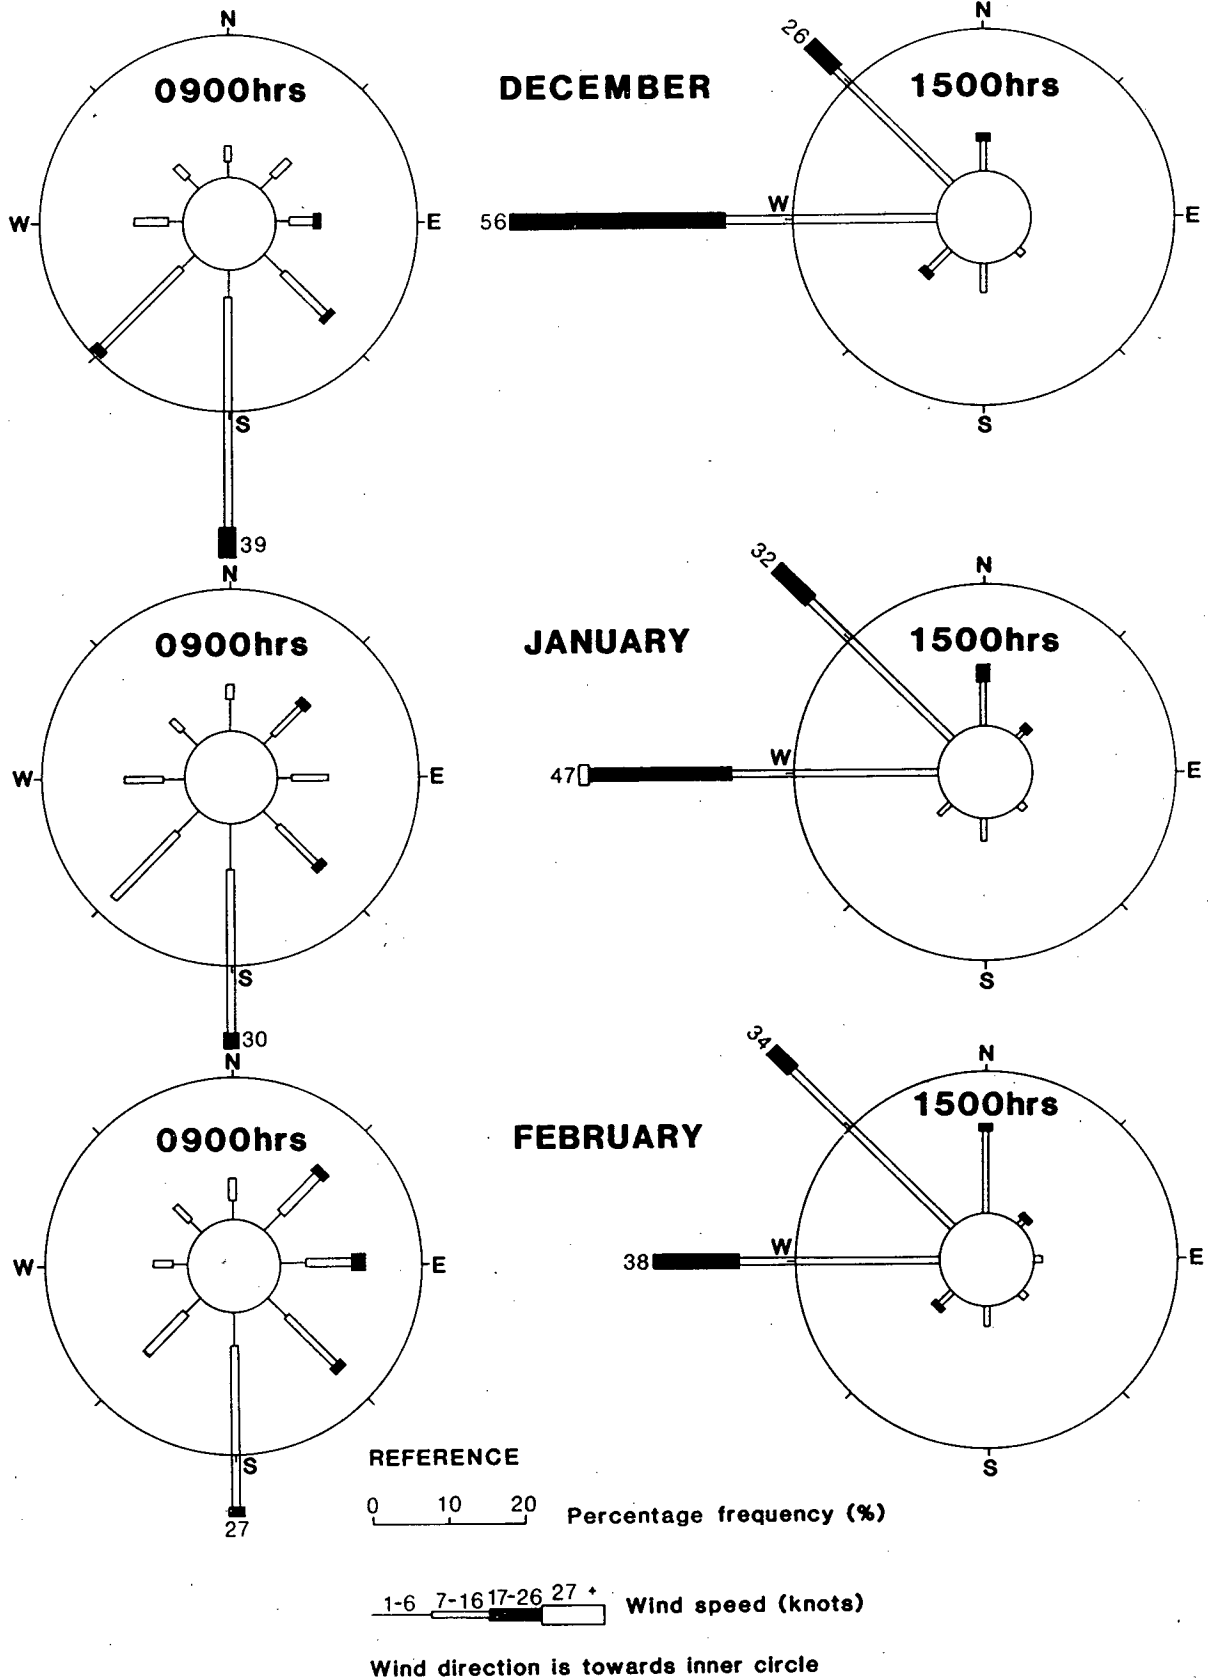 N
N
0900hrs
DECEMBER
26
1500hrs
W
E
56
W
E
S
S
39
N
N
0900hrs
JANUARY
32
1500hrs
W
E
47
W
E
S
S
30
N
N
0900hrs
FEBRUARY
34
1500hrs
W
E
38
W
E
S
S
27
REFERENCE
0 10 20 Percentage frequency (%)
1-6 7-16 17-26 27 + Wind speed (knots)
Wind direction is towards inner circle